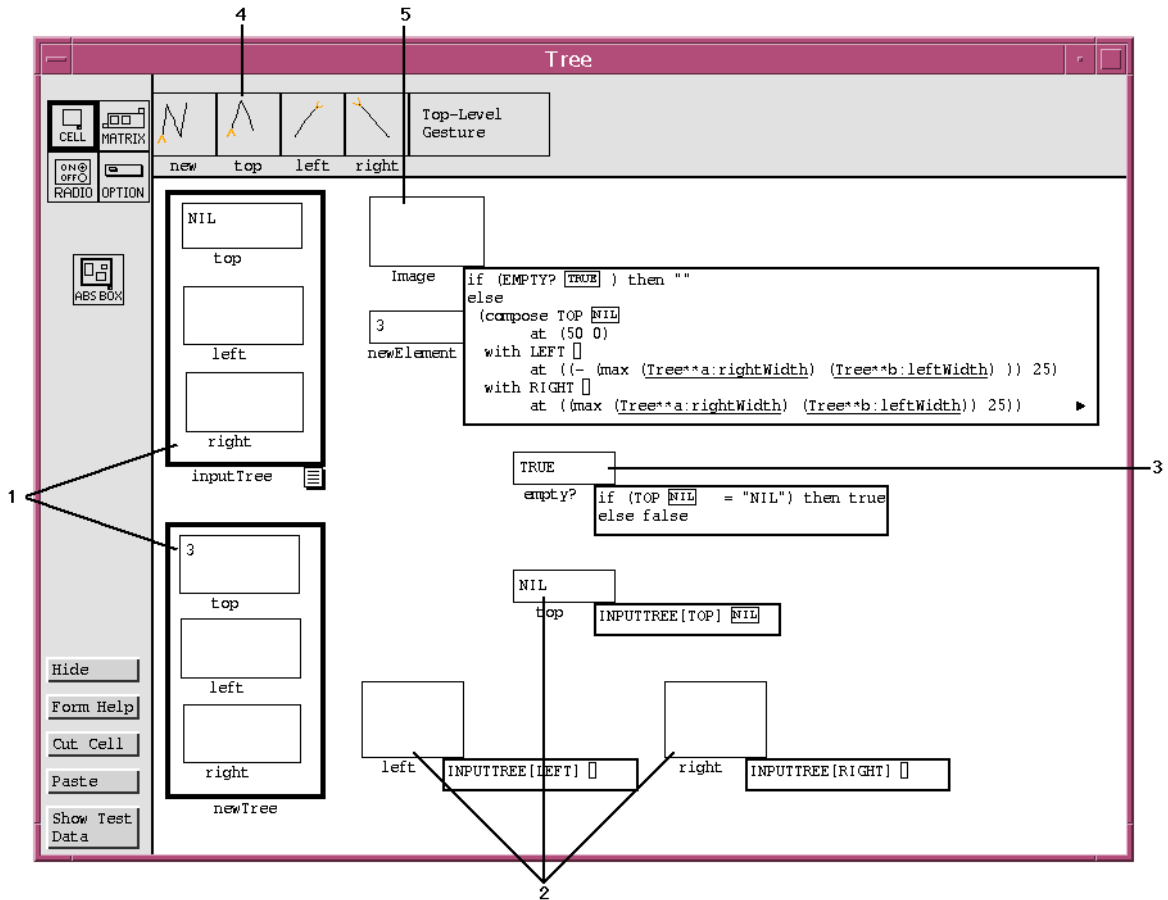 4
5
Tree
CELL
MATRIX
ON
OFF
RADIO
OPTION
ABS BOX
new
top
left
right
Top-Level
Gesture
NIL
top
left
right
inputTree
Image
3
newElement
if (EMPTY? TRUE ) then ""
else
(compose TOP NIL
at (50 0)
with LEFT
at ((- (max (Tree**a:rightWidth) (Tree**b:leftWidth) )) 25)
with RIGHT
at ((max (Tree**a:rightWidth) (Tree**b:leftWidth)) 25))
TRUE
empty?
if (TOP NIL = "NIL") then true
else false
3
1
3
top
left
right
newTree
NIL
top
INPUTTREE[TOP] NIL
left
INPUTTREE[LEFT]
right
INPUTTREE[RIGHT]
Hide
Form Help
Cut Cell
Paste
Show Test
Data
2